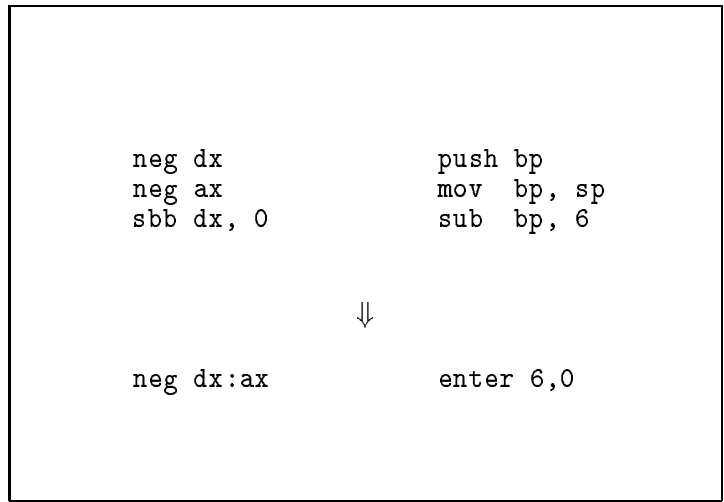 neg dx push bp
neg ax mov bp, sp
sbb dx, 0 sub bp, 6
⇓
neg dx:ax enter 6,0